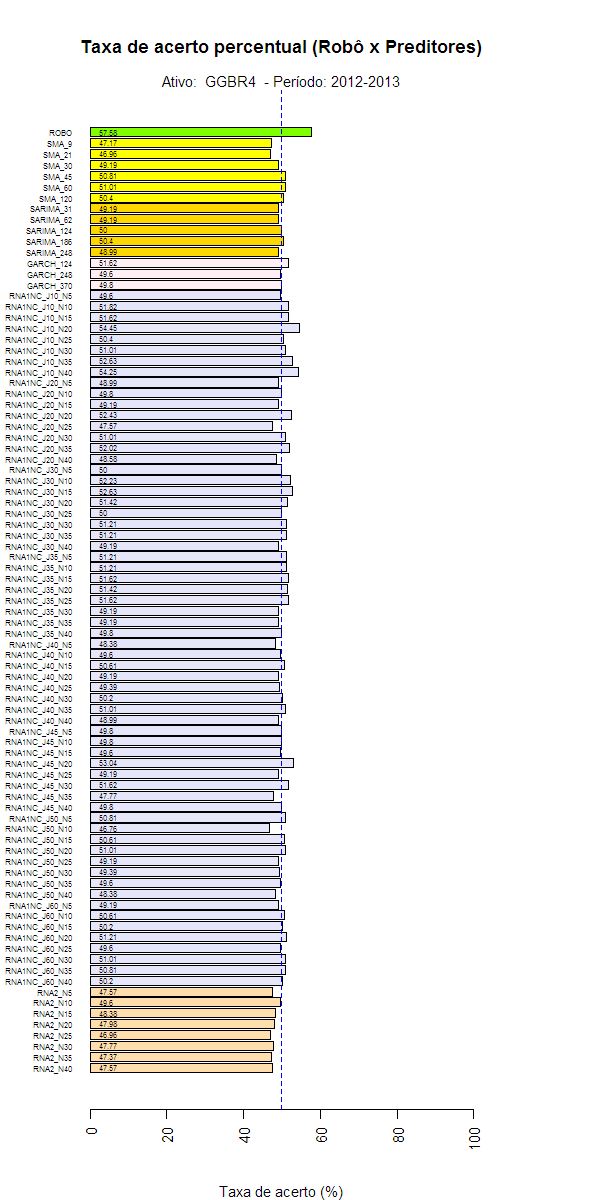 Taxa de acerto percentual (Robô x Preditores)
Ativo: GGBR4 - Período: 2012-2013
ROBO 57.58
SMA_9 47.17
SMA_21 46.96
SMA_30 49.19
SMA_45 50.81
SMA_60 51.01
SMA_120 50.4
SARIMA_31 49.19
SARIMA_62 49.19
SARIMA_124 50
SARIMA_186 50.4
SARIMA_248 48.99
GARCH_124 51.62
GARCH_248 49.6
GARCH_370 49.8
RNA1NC_J10_N5 49.6
RNA1NC_J10_N10 51.82
RNA1NC_J10_N15 51.62
RNA1NC_J10_N20 54.45
RNA1NC_J10_N25 50.4
RNA1NC_J10_N30 51.01
RNA1NC_J10_N35 52.63
RNA1NC_J10_N40 54.25
RNA1NC_J20_N5 48.99
RNA1NC_J20_N10 49.8
RNA1NC_J20_N15 49.19
RNA1NC_J20_N20 52.43
RNA1NC_J20_N25 47.57
RNA1NC_J20_N30 51.01
RNA1NC_J20_N35 52.02
RNA1NC_J20_N40 48.58
RNA1NC_J30_N5 50
RNA1NC_J30_N10 52.23
RNA1NC_J30_N15 52.63
RNA1NC_J30_N20 51.42
RNA1NC_J30_N25 50
RNA1NC_J30_N30 51.21
RNA1NC_J30_N35 51.21
RNA1NC_J30_N40 49.19
RNA1NC_J35_N5 51.21
RNA1NC_J35_N10 51.21
RNA1NC_J35_N15 51.62
RNA1NC_J35_N20 51.42
RNA1NC_J35_N25 51.62
RNA1NC_J35_N30 49.19
RNA1NC_J35_N35 49.19
RNA1NC_J35_N40 49.8
RNA1NC_J40_N5 48.38
RNA1NC_J40_N10 49.6
RNA1NC_J40_N15 50.61
RNA1NC_J40_N20 49.19
RNA1NC_J40_N25 49.39
RNA1NC_J40_N30 50.2
RNA1NC_J40_N35 51.01
RNA1NC_J40_N40 48.99
RNA1NC_J45_N5 49.8
RNA1NC_J45_N10 49.8
RNA1NC_J45_N15 49.6
RNA1NC_J45_N20 53.04
RNA1NC_J45_N25 49.19
RNA1NC_J45_N30 51.62
RNA1NC_J45_N35 47.77
RNA1NC_J45_N40 49.8
RNA1NC_J50_N5 50.81
RNA1NC_J50_N10 46.76
RNA1NC_J50_N15 50.61
RNA1NC_J50_N20 51.01
RNA1NC_J50_N25 49.19
RNA1NC_J50_N30 49.39
RNA1NC_J50_N35 49.6
RNA1NC_J50_N40 48.38
RNA1NC_J60_N5 49.19
RNA1NC_J60_N10 50.61
RNA1NC_J60_N15 50.2
RNA1NC_J60_N20 51.21
RNA1NC_J60_N25 49.6
RNA1NC_J60_N30 51.01
RNA1NC_J60_N35 50.81
RNA1NC_J60_N40 50.2
RNA2_N5 47.57
RNA2_N10 49.6
RNA2_N15 48.38
RNA2_N20 47.98
RNA2_N25 46.96
RNA2_N30 47.77
RNA2_N35 47.37
RNA2_N40 47.57
0 20 40 60 80 100
Taxa de acerto (%)